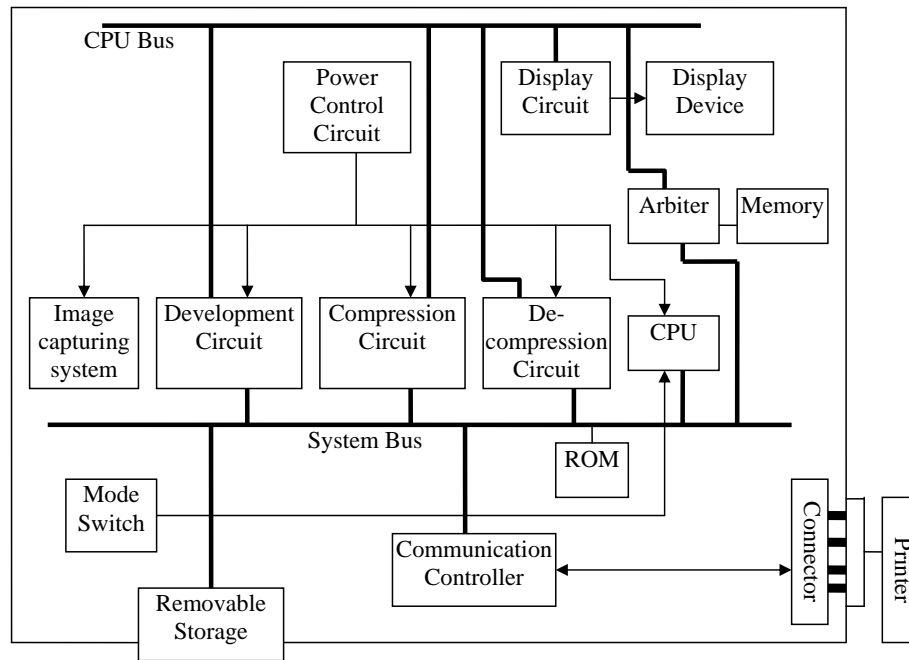 CPU Bus
Power
Control
Circuit
Display
Circuit
Display
Device
Arbiter
Memory
Image
capturing
system
Development
Circuit
Compression
Circuit
De-
compression
Circuit
CPU
System Bus
ROM
Mode
Switch
Communication
Controller
Connector
Printer
Removable
Storage